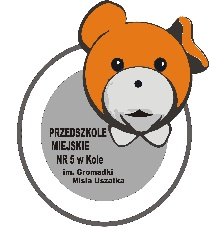 PRZEDSZKOLE
MIEJSKIE
NR 5 w Kole
im. Gromadki
Misia Uszatka